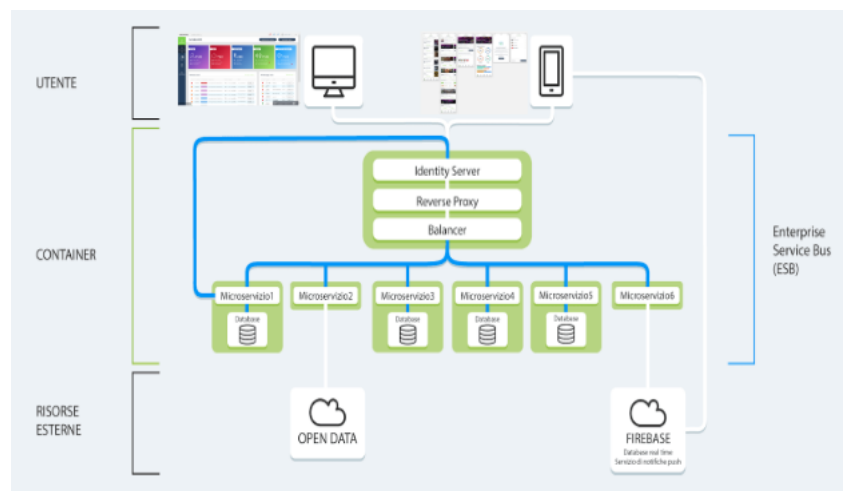 UTENTE
Identity Server
Reverse Proxy
Balancer
Enterprise
Service Bus
(ESB)
CONTAINER
Microservizio1
Microservizio2
Microservizio3
Microservizio4
Microservizio5
Microservizio6
Database
Database
Database
Database
RISORSE
ESTERNE
OPEN DATA
FIREBASE
Database real time
Servizio di notifiche push